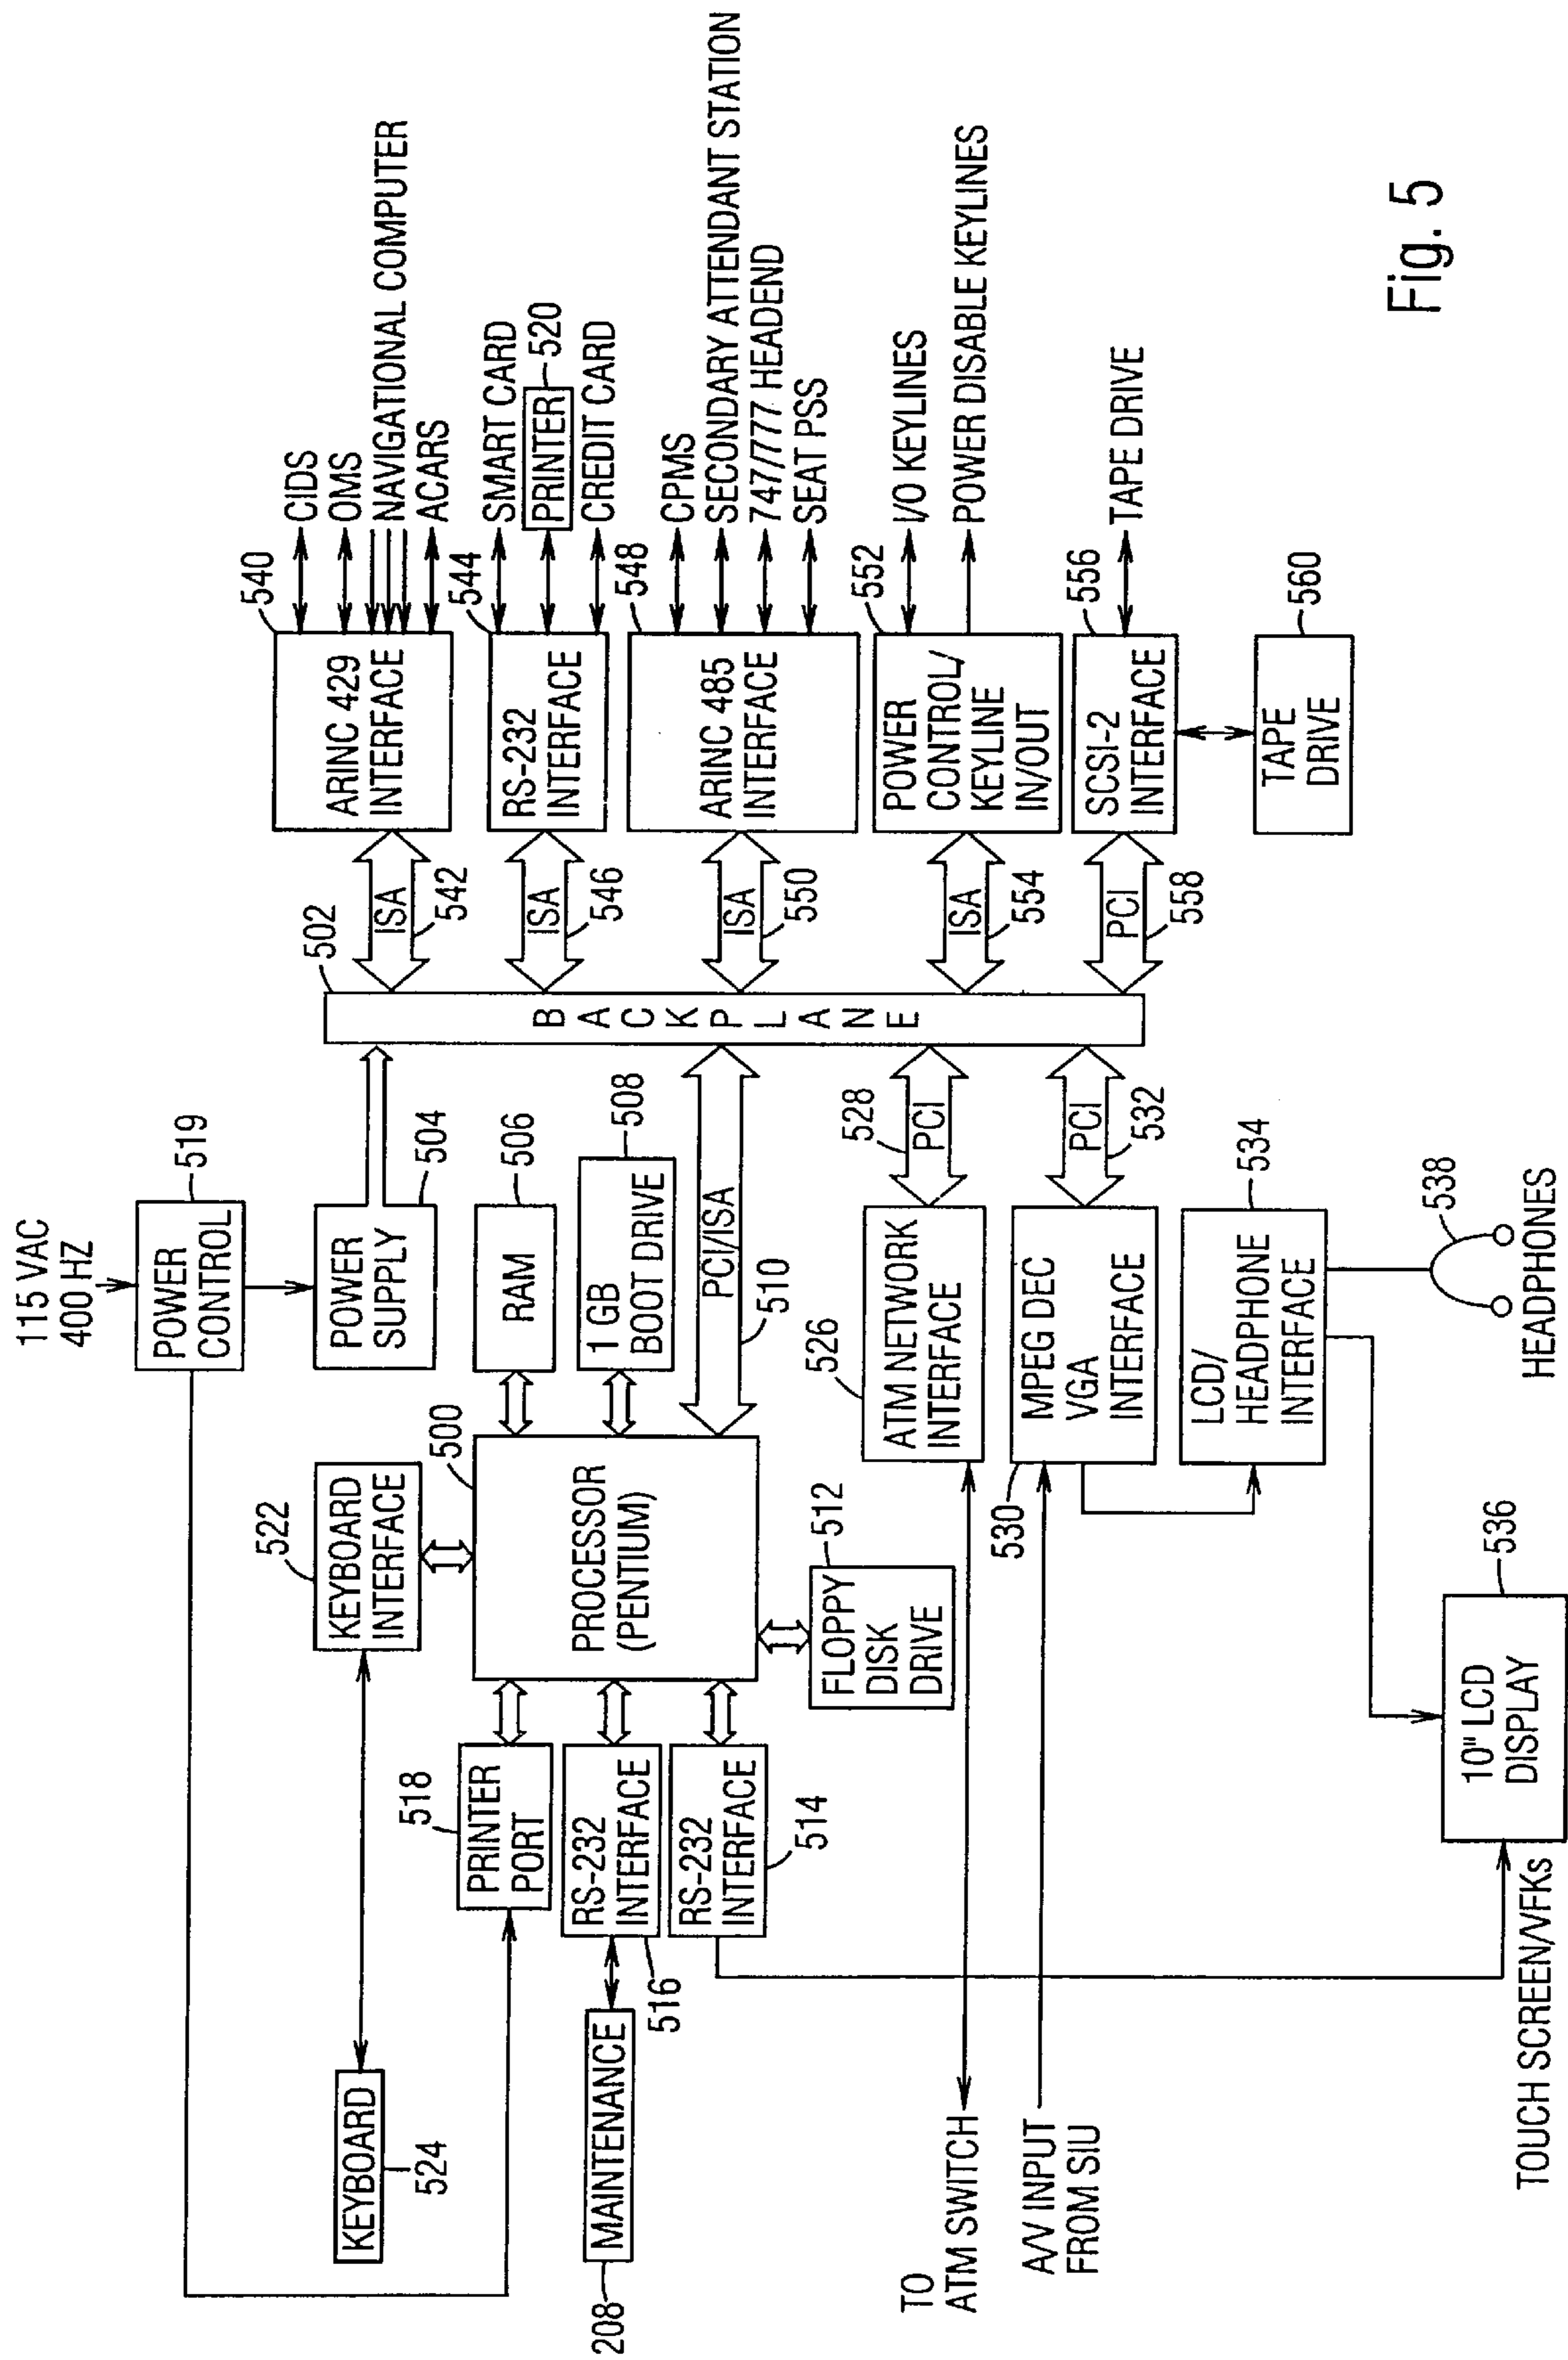 115 VAC
400 HZ
POWER
CONTROL
519
POWER
SUPPLY
504
502
BACKPLANE
KEYBOARD
524
KEYBOARD
INTERFACE
522
RAM
506
1 GB
BOOT DRIVE
508
PROCESSOR
(PENTIUM)
500
PCI/ISA
510
PRINTER
PORT
518
208
MAINTENANCE
RS-232
INTERFACE
516
RS-232
INTERFACE
514
FLOPPY
DISK
DRIVE
512
TO
ATM SWITCH
ATM NETWORK
INTERFACE
526
PCI
528
A/V INPUT
FROM SIU
MPEG DEC
VGA
INTERFACE
530
PCI
532
LCD/
HEADPHONE
INTERFACE
534
538
HEADPHONES
10" LCD
DISPLAY
536
TOUCH SCREEN/VFKs
ISA
542
ARINC 429
INTERFACE
540
CIDS
OMS
NAVIGATIONAL COMPUTER
ACARS
ISA
546
RS-232
INTERFACE
544
SMART CARD
PRINTER
520
CREDIT CARD
ISA
550
ARINC 485
INTERFACE
548
CPMS
SECONDARY ATTENDANT STATION
747/777 HEADEND
SEAT PSS
ISA
554
POWER
CONTROL/
KEYLINE
IN/OUT
552
I/O KEYLINES
POWER DISABLE KEYLINES
PCI
558
SCSI-2
INTERFACE
556
TAPE DRIVE
TAPE
DRIVE
560
Fig. 5